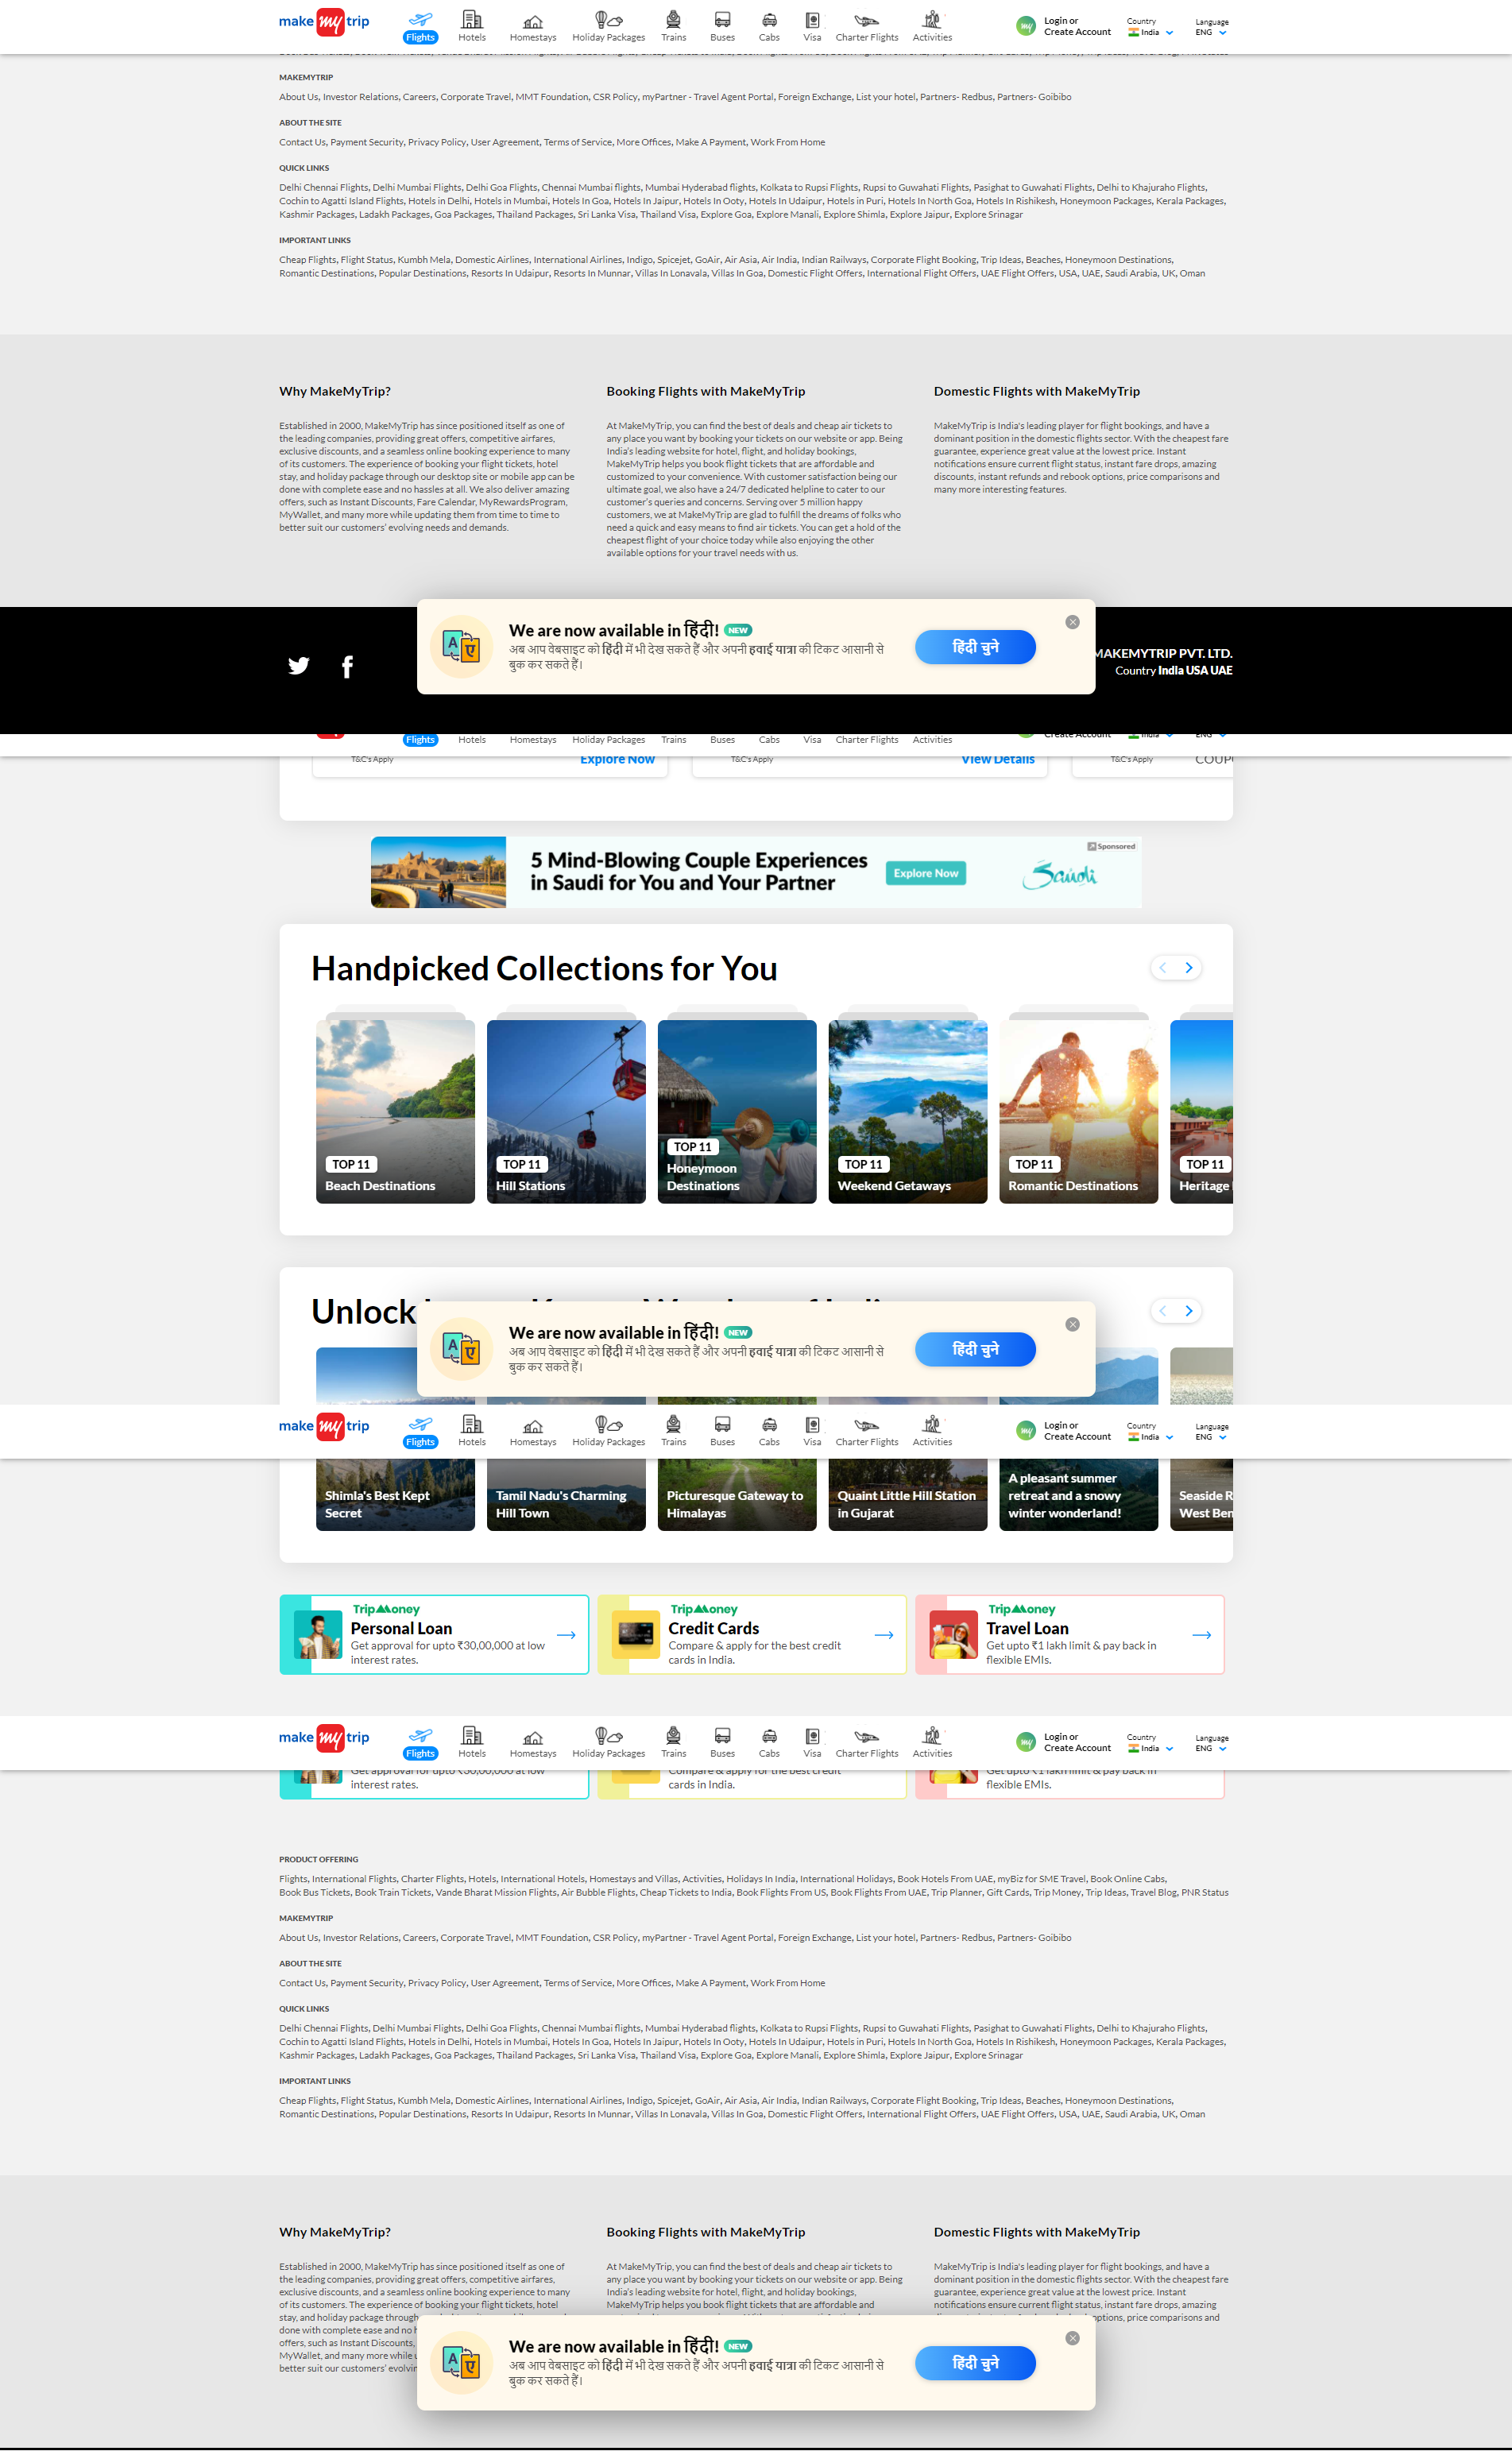 make my trip
Flights Hotels Homestays Holiday Packages Trains Buses Cabs Visa Charter Flights Activities
my Login or Create Account
Country India
Language ENG
MAKEMYTRIP
About Us, Investor Relations, Careers, Corporate Travel, MMT Foundation, CSR Policy, myPartner - Travel Agent Portal, Foreign Exchange, List your hotel, Partners- Redbus, Partners- Goibibo
ABOUT THE SITE
Contact Us, Payment Security, Privacy Policy, User Agreement, Terms of Service, More Offices, Make A Payment, Work From Home
QUICK LINKS
Delhi Chennai Flights, Delhi Mumbai Flights, Delhi Goa Flights, Chennai Mumbai flights, Mumbai Hyderabad flights, Kolkata to Rupsi Flights, Rupsi to Guwahati Flights, Pasighat to Guwahati Flights, Delhi to Khajuraho Flights,
Cochin to Agatti Island Flights, Hotels in Delhi, Hotels in Mumbai, Hotels In Goa, Hotels In Jaipur, Hotels In Ooty, Hotels In Udaipur, Hotels in Puri, Hotels In North Goa, Hotels In Rishikesh, Honeymoon Packages, Kerala Packages,
Kashmir Packages, Ladakh Packages, Goa Packages, Thailand Packages, Sri Lanka Visa, Thailand Visa, Explore Goa, Explore Manali, Explore Shimla, Explore Jaipur, Explore Srinagar
IMPORTANT LINKS
Cheap Flights, Flight Status, Kumbh Mela, Domestic Airlines, International Airlines, Indigo, Spicejet, GoAir, Air Asia, Air India, Indian Railways, Corporate Flight Booking, Trip Ideas, Beaches, Honeymoon Destinations,
Romantic Destinations, Popular Destinations, Resorts In Udaipur, Resorts In Munnar, Villas In Lonavala, Villas In Goa, Domestic Flight Offers, International Flight Offers, UAE Flight Offers, USA, UAE, Saudi Arabia, UK, Oman
Why MakeMyTrip?
Established in 2000, MakeMyTrip has since positioned itself as one of
the leading companies, providing great offers, competitive airfares,
exclusive discounts, and a seamless online booking experience to many
of its customers. The experience of booking your flight tickets, hotel
stay, and holiday package through our desktop site or mobile app can be
done with complete ease and no hassles at all. We also deliver amazing
offers, such as Instant Discounts, Fare Calendar, MyRewardsProgram,
MyWallet, and many more while updating them from time to time to
better suit our customers' evolving needs and demands.
Booking Flights with MakeMyTrip
At MakeMyTrip, you can find the best of deals and cheap air tickets to
any place you want by booking your tickets on our website or app. Being
India's leading website for hotel, flight, and holiday bookings,
MakeMyTrip helps you book flight tickets that are affordable and
customized to your convenience. With customer satisfaction being our
ultimate goal, we also have a 24/7 dedicated helpline to cater to our
customer's queries and concerns. Serving over 5 million happy
customers, we at MakeMyTrip are glad to fulfill the dreams of folks who
need a quick and easy means to find air tickets. You can get a hold of the
cheapest flight of your choice today while also enjoying the other
available options for your travel needs with us.
Domestic Flights with MakeMyTrip
MakeMyTrip is India's leading player for flight bookings, and have a
dominant position in the domestic flights sector. With the cheapest fare
guarantee, experience great value at the lowest price. Instant
notifications ensure current flight status, instant fare drops, amazing
discounts, instant refunds and rebook options, price comparisons and
many more interesting features.
We are now available in हिंदी! NEW
अब आप वेबसाइट को हिंदी में भी देख सकते हैं और अपनी हवाई यात्रा की टिकट आसानी से
बुक कर सकते हैं।
हिंदी चुने
MAKEMYTRIP PVT. LTD.
Country India USA UAE
Flights Hotels Homestays Holiday Packages Trains Buses Cabs Visa Charter Flights Activities
T&C's Apply Explore Now T&C's Apply View Details T&C's Apply
5 Mind-Blowing Couple Experiences
in Saudi for You and Your Partner
Explore Now
Sponsored
Saudi
Handpicked Collections for You
TOP 11
Beach Destinations
TOP 11
Hill Stations
TOP 11
Honeymoon
Destinations
TOP 11
Weekend Getaways
TOP 11
Romantic Destinations
TOP 11
Heritage
Unlock
We are now available in हिंदी! NEW
अब आप वेबसाइट को हिंदी में भी देख सकते हैं और अपनी हवाई यात्रा की टिकट आसानी से
बुक कर सकते हैं।
हिंदी चुने
make my trip
Flights Hotels Homestays Holiday Packages Trains Buses Cabs Visa Charter Flights Activities
my Login or Create Account
Country India
Language ENG
Shimla's Best Kept
Secret
Tamil Nadu's Charming
Hill Town
Picturesque Gateway to
Himalayas
Quaint Little Hill Station
in Gujarat
A pleasant summer
retreat and a snowy
winter wonderland!
Seaside
West
TripMoney
Personal Loan
Get approval for upto ₹30,00,000 at low
interest rates.
TripMoney
Credit Cards
Compare & apply for the best credit
cards in India.
TripMoney
Travel Loan
Get upto ₹1 lakh limit & pay back in
flexible EMIs.
make my trip
Flights Hotels Homestays Holiday Packages Trains Buses Cabs Visa Charter Flights Activities
my Login or Create Account
Country India
Language ENG
interest rates.
cards in India.
flexible EMIs.
PRODUCT OFFERING
Flights, International Flights, Charter Flights, Hotels, International Hotels, Homestays and Villas, Activities, Holidays In India, International Holidays, Book Hotels From UAE, myBiz for SME Travel, Book Online Cabs,
Book Bus Tickets, Book Train Tickets, Vande Bharat Mission Flights, Air Bubble Flights, Cheap Tickets to India, Book Flights From US, Book Flights From UAE, Trip Planner, Gift Cards, Trip Money, Trip Ideas, Travel Blog, PNR Status
MAKEMYTRIP
About Us, Investor Relations, Careers, Corporate Travel, MMT Foundation, CSR Policy, myPartner - Travel Agent Portal, Foreign Exchange, List your hotel, Partners- Redbus, Partners- Goibibo
ABOUT THE SITE
Contact Us, Payment Security, Privacy Policy, User Agreement, Terms of Service, More Offices, Make A Payment, Work From Home
QUICK LINKS
Delhi Chennai Flights, Delhi Mumbai Flights, Delhi Goa Flights, Chennai Mumbai flights, Mumbai Hyderabad flights, Kolkata to Rupsi Flights, Rupsi to Guwahati Flights, Pasighat to Guwahati Flights, Delhi to Khajuraho Flights,
Cochin to Agatti Island Flights, Hotels in Delhi, Hotels in Mumbai, Hotels In Goa, Hotels In Jaipur, Hotels In Ooty, Hotels In Udaipur, Hotels in Puri, Hotels In North Goa, Hotels In Rishikesh, Honeymoon Packages, Kerala Packages,
Kashmir Packages, Ladakh Packages, Goa Packages, Thailand Packages, Sri Lanka Visa, Thailand Visa, Explore Goa, Explore Manali, Explore Shimla, Explore Jaipur, Explore Srinagar
IMPORTANT LINKS
Cheap Flights, Flight Status, Kumbh Mela, Domestic Airlines, International Airlines, Indigo, Spicejet, GoAir, Air Asia, Air India, Indian Railways, Corporate Flight Booking, Trip Ideas, Beaches, Honeymoon Destinations,
Romantic Destinations, Popular Destinations, Resorts In Udaipur, Resorts In Munnar, Villas In Lonavala, Villas In Goa, Domestic Flight Offers, International Flight Offers, UAE Flight Offers, USA, UAE, Saudi Arabia, UK, Oman
Why MakeMyTrip?
Established in 2000, MakeMyTrip has since positioned itself as one of
the leading companies, providing great offers, competitive airfares,
exclusive discounts, and a seamless online booking experience to many
of its customers. The experience of booking your flight tickets, hotel
stay, and holiday package through
done with complete ease and no
offers, such as Instant Discounts,
MyWallet, and many more while
better suit our customers'
Booking Flights with MakeMyTrip
At MakeMyTrip, you can find the best of deals and cheap air tickets to
any place you want by booking your tickets on our website or app. Being
India's leading website for hotel, flight, and holiday bookings,
MakeMyTrip helps you book flight tickets that are affordable and
Domestic Flights with MakeMyTrip
MakeMyTrip is India's leading player for flight bookings, and have a
dominant position in the domestic flights sector. With the cheapest fare
guarantee, experience great value at the lowest price. Instant
notifications ensure current flight status, instant fare drops, amazing
price comparisons and
We are now available in हिंदी! NEW
अब आप वेबसाइट को हिंदी में भी देख सकते हैं और अपनी हवाई यात्रा की टिकट आसानी से
बुक कर सकते हैं।
हिंदी चुने